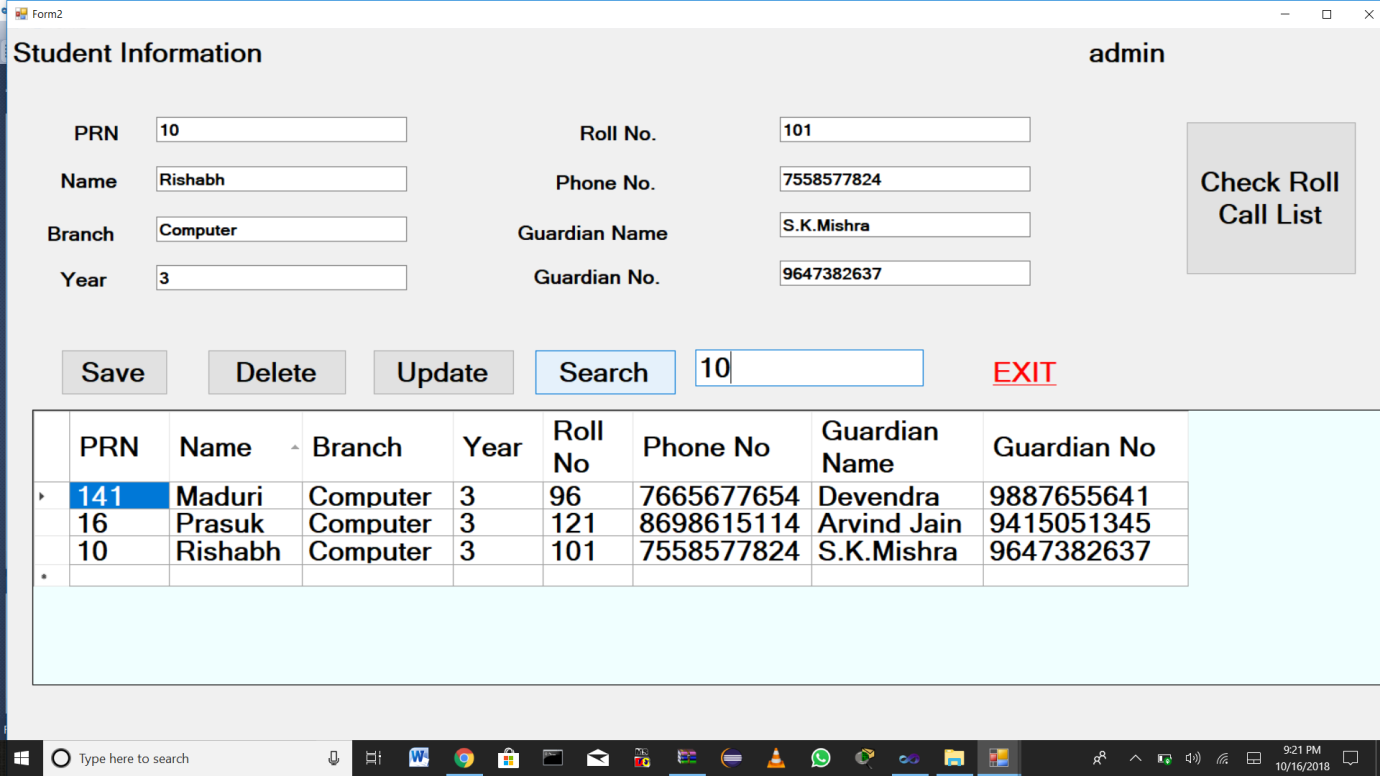 Form2
Student Information admin
PRN 10 Roll No. 101
Name Rishabh Phone No. 7558577824
Branch Computer Guardian Name S.K.Mishra
Year 3 Guardian No. 9647382637
Check Roll
Call List
Save Delete Update Search 10 EXIT
PRN Name Branch Year Roll No Phone No Guardian Name Guardian No
141 Maduri Computer 3 96 7665677654 Devendra 9887655641
16 Prasuk Computer 3 121 8698615114 Arvind Jain 9415051345
10 Rishabh Computer 3 101 7558577824 S.K.Mishra 9647382637
Type here to search
9:21 PM
10/16/2018